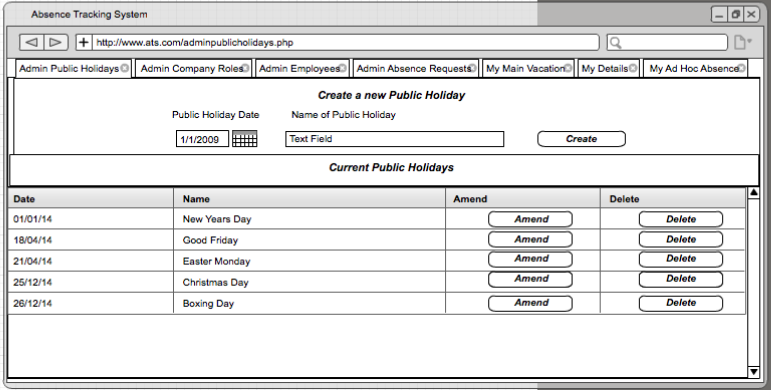 Absence Tracking System
http://www.ats.com/adminpublicholidays.php
Admin Public Holidays Admin Company Roles Admin Employees Admin Absence Requests My Main Vacation My Details My Ad Hoc Absence
Create a new Public Holiday
Public Holiday Date Name of Public Holiday
1/1/2009 Text Field Create
Current Public Holidays
Date Name Amend Delete
01/01/14 New Years Day Amend Delete
18/04/14 Good Friday Amend Delete
21/04/14 Easter Monday Amend Delete
25/12/14 Christmas Day Amend Delete
26/12/14 Boxing Day Amend Delete